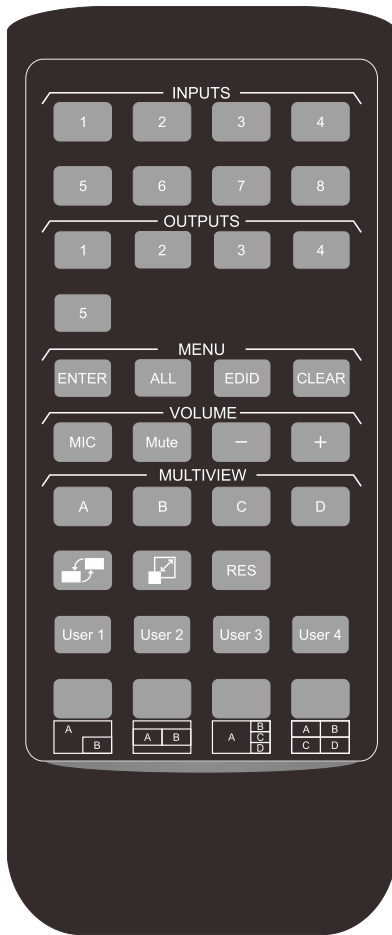 INPUTS
1 2 3 4
5 6 7 8
OUTPUTS
1 2 3 4
5
MENU
ENTER ALL EDID CLEAR
VOLUME
MIC Mute − +
MULTIVIEW
A B C D
RES
User 1 User 2 User 3 User 4
A B A B A B C D A B C D